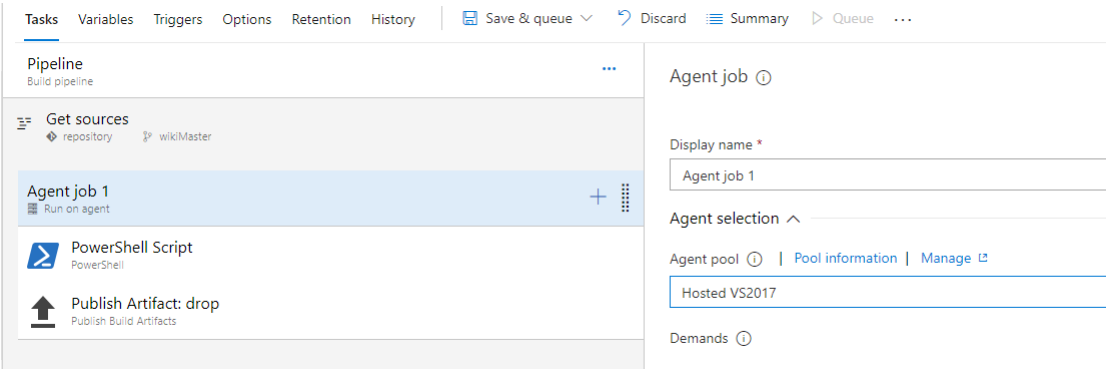 Tasks Variables Triggers Options Retention History Save & queue Discard Summary Queue ...
Pipeline
Build pipeline
Get sources
repository wikiMaster
Agent job 1
Run on agent
PowerShell Script
PowerShell
Publish Artifact: drop
Publish Build Artifacts
Agent job
Display name *
Agent job 1
Agent selection
Agent pool | Pool information | Manage
Hosted VS2017
Demands